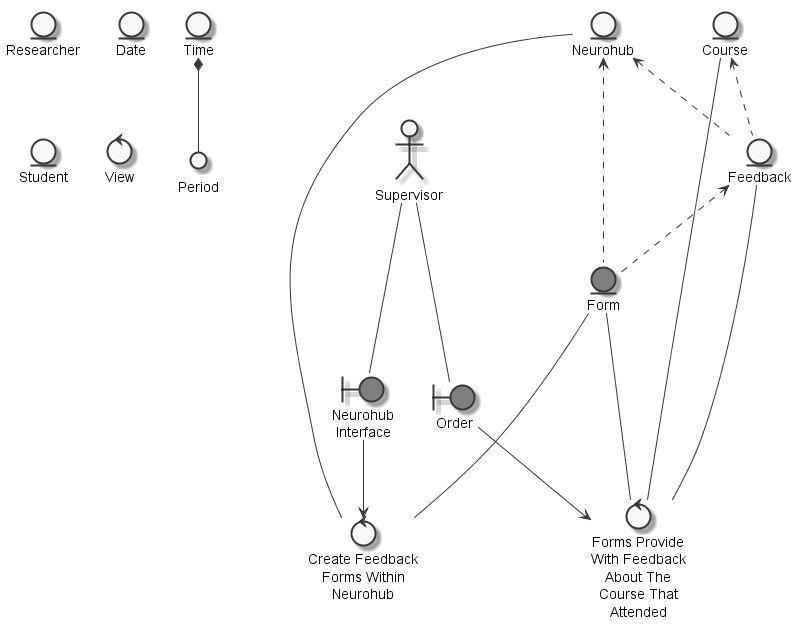 Researcher
Date
Time
Neurohub
Course
Student
View
Period
Supervisor
Feedback
Form
Neurohub
Interface
Order
Create Feedback
Forms Within
Neurohub
Forms Provide
With Feedback
About The
Course That
Attended